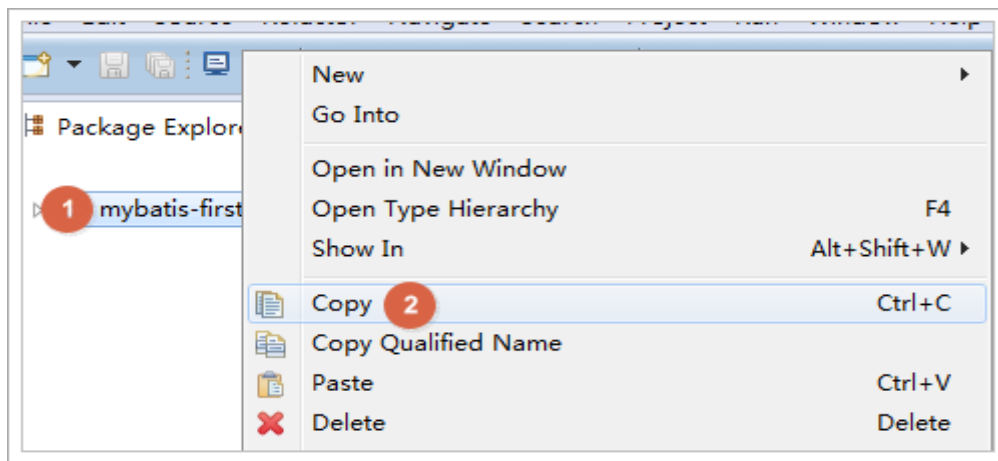 New
Package Explor
Go Into
Open in New Window
1 mybatis-first
Open Type Hierarchy F4
Show In Alt+Shift+W
Copy 2 Ctrl+C
Copy Qualified Name
Paste Ctrl+V
Delete Delete